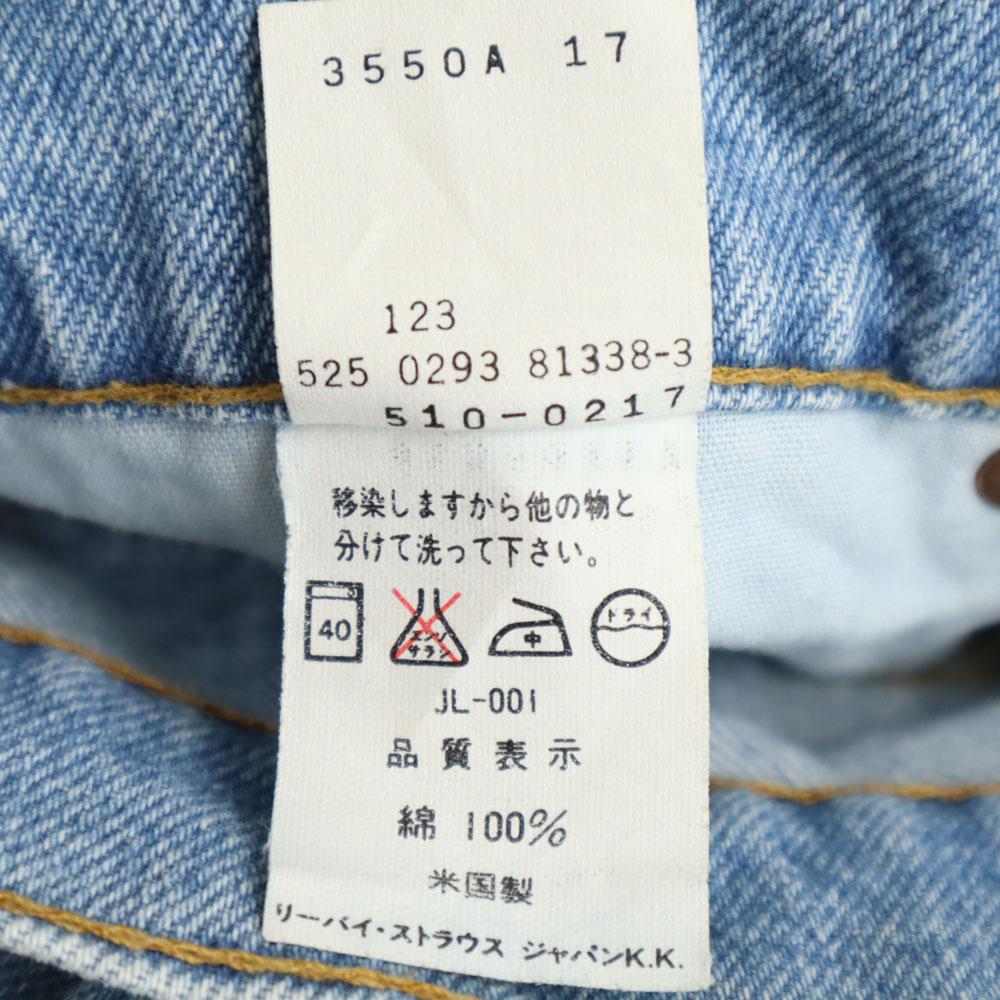 3550A 17
123
525 0293 81338-3
510-0217
移染しますから他の物と
分けて洗って下さい。
40 エンソサラシ 中 ドライ
JL-001
品質表示
綿 100%
米国製
リーバイ・ストラウス ジャパンK.K.